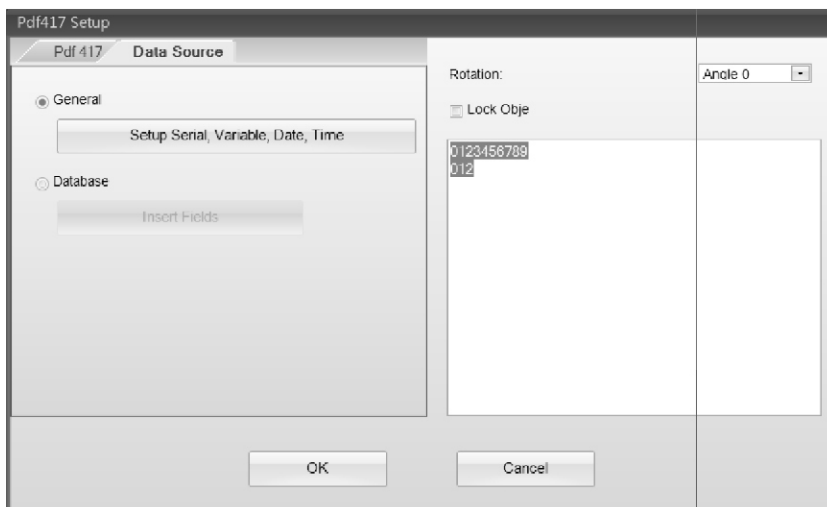 Pdf417 Setup
Pdf 417
Data Source
General
Setup Serial, Variable, Date, Time
Database
Insert Fields
Rotation:
Angle 0
Lock Obje
0123456789
012
OK
Cancel